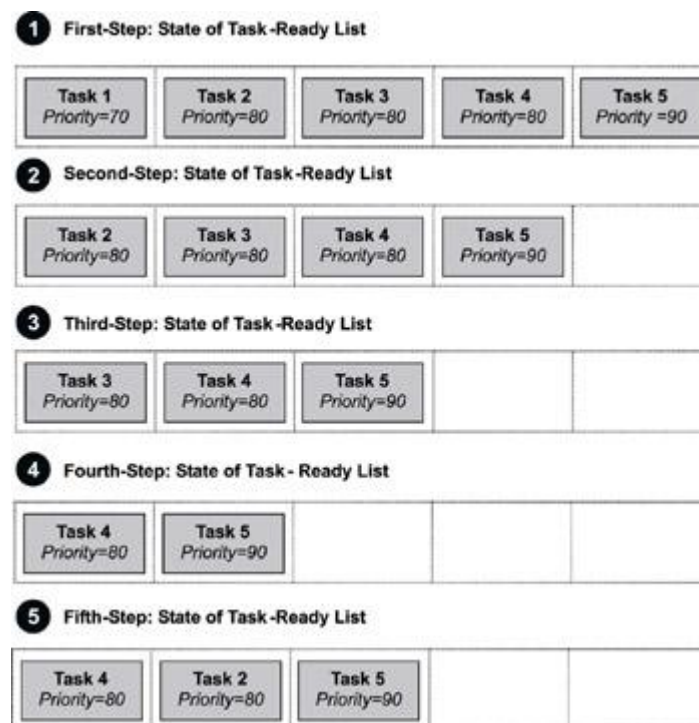 1 First-Step: State of Task-Ready List
Task 1 Task 2 Task 3 Task 4 Task 5
Priority=70 Priority=80 Priority=80 Priority=80 Priority =90
2 Second-Step: State of Task-Ready List
Task 2 Task 3 Task 4 Task 5
Priority=80 Priority=80 Priority=80 Priority=90
3 Third-Step: State of Task-Ready List
Task 3 Task 4 Task 5
Priority=80 Priority=80 Priority=90
4 Fourth-Step: State of Task- Ready List
Task 4 Task 5
Priority=80 Priority=90
5 Fifth-Step: State of Task-Ready List
Task 4 Task 2 Task 5
Priority=80 Priority=80 Priority=90